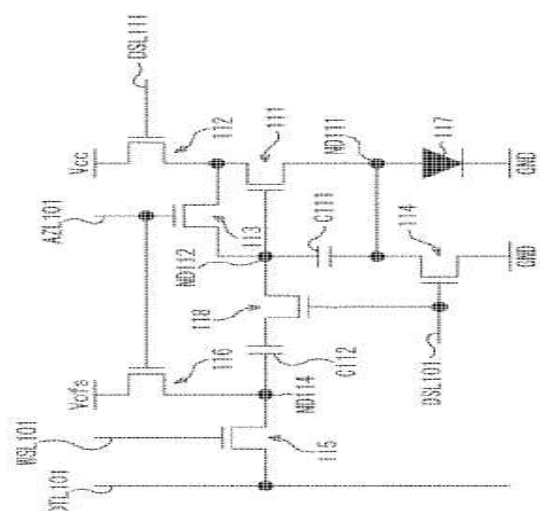 DSL111
Vcc
112
111
ND111
117
GND
AZL101
113
ND112
C111
114
GND
118
C112
DSL101
116
Vofs
ND114
WSL101
115
DTL101